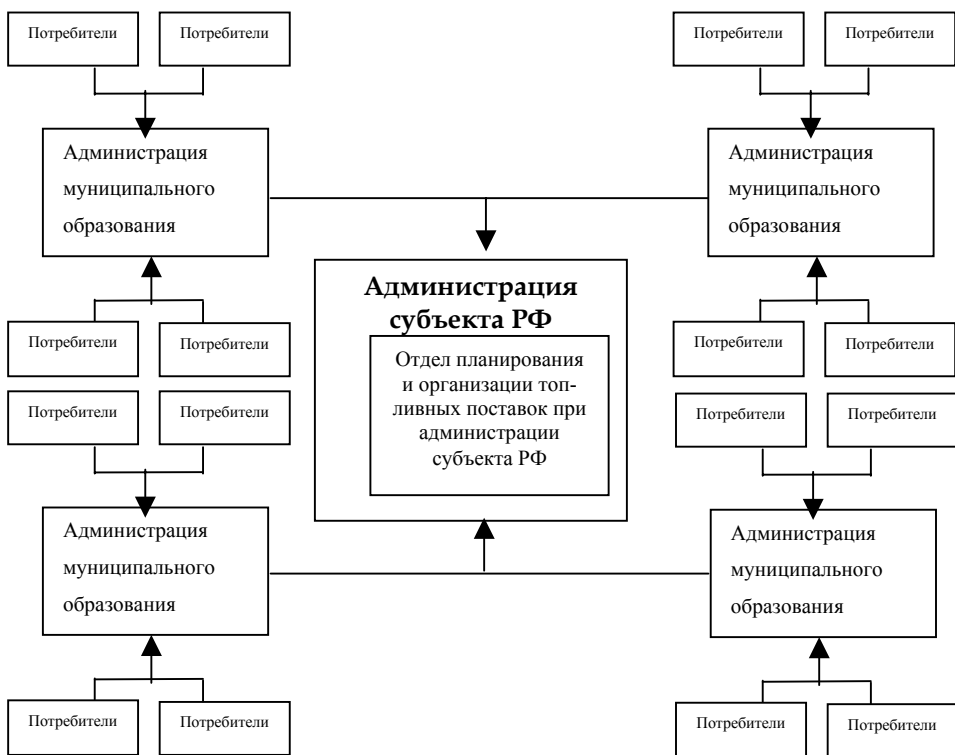 Потребители
Потребители
Потребители
Потребители
Администрация
муниципального
образования
Администрация
муниципального
образования
Администрация
субъекта РФ
Отдел планирования
и организации топ-
ливных поставок при
администрации
субъекта РФ
Потребители
Потребители
Потребители
Потребители
Потребители
Потребители
Потребители
Потребители
Администрация
муниципального
образования
Администрация
муниципального
образования
Потребители
Потребители
Потребители
Потребители